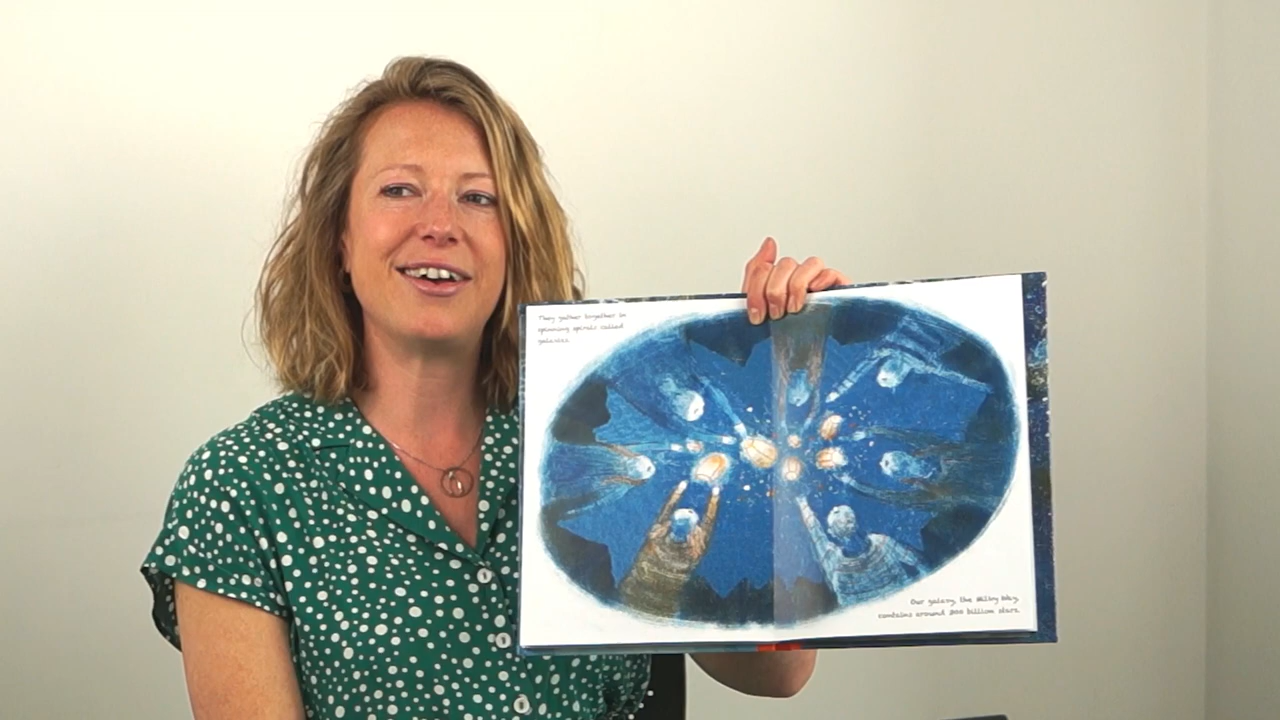 They gather together in
spinning spirals called
galaxies.
Our galaxy, the Milky Way,
contains around 200 billion stars.